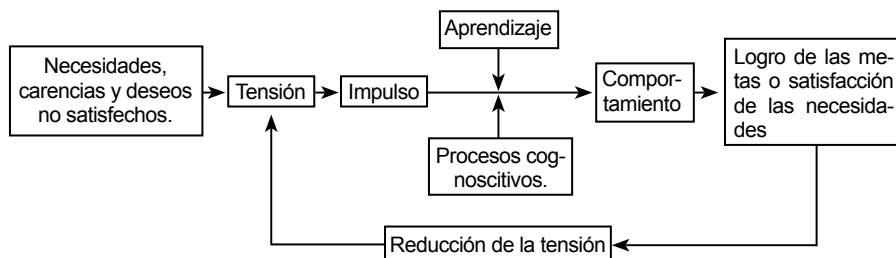 Aprendizaje
Necesidades,
carencias y deseos
no satisfechos.
Tensión
Impulso
Compor-
tamiento
Logro de las me-
tas o satisfacción
de las necesida-
des
Procesos cog-
noscitivos.
Reducción de la tensión